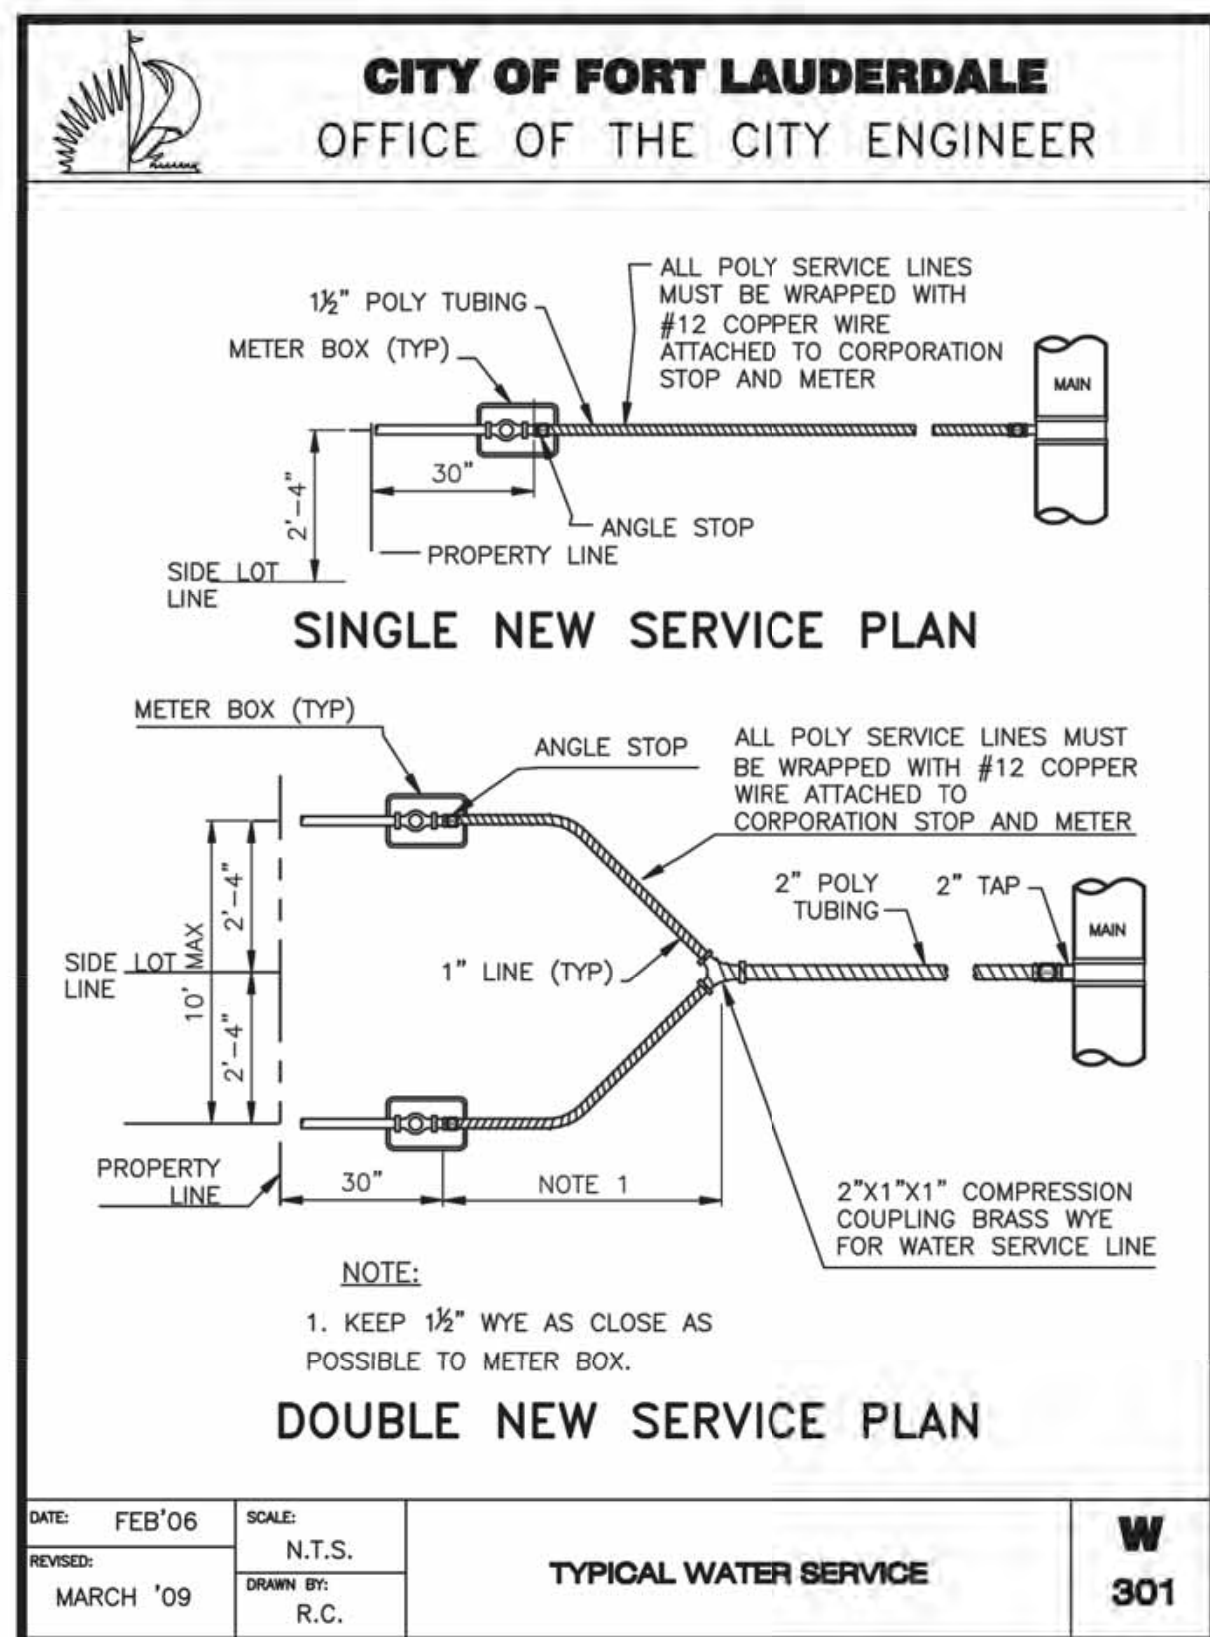 CITY OF FORT LAUDERDALE
OFFICE OF THE CITY ENGINEER
ALL POLY SERVICE LINES
MUST BE WRAPPED WITH
#12 COPPER WIRE
ATTACHED TO CORPORATION
STOP AND METER
1½" POLY TUBING
METER BOX (TYP)
MAIN
30"
2'-4"
ANGLE STOP
PROPERTY LINE
SIDE LOT
LINE
SINGLE NEW SERVICE PLAN
METER BOX (TYP)
ANGLE STOP
ALL POLY SERVICE LINES MUST
BE WRAPPED WITH #12 COPPER
WIRE ATTACHED TO
CORPORATION STOP AND METER
2" POLY
TUBING
2" TAP
MAIN
2'-4"
10' MAX
SIDE LOT
LINE
1" LINE (TYP)
2'-4"
PROPERTY
LINE
30"
NOTE 1
2"X1"X1" COMPRESSION
COUPLING BRASS WYE
FOR WATER SERVICE LINE
NOTE:
1. KEEP 1½" WYE AS CLOSE AS
POSSIBLE TO METER BOX.
DOUBLE NEW SERVICE PLAN
DATE: FEB'06
REVISED:
MARCH '09
SCALE:
N.T.S.
DRAWN BY:
R.C.
TYPICAL WATER SERVICE
W
301